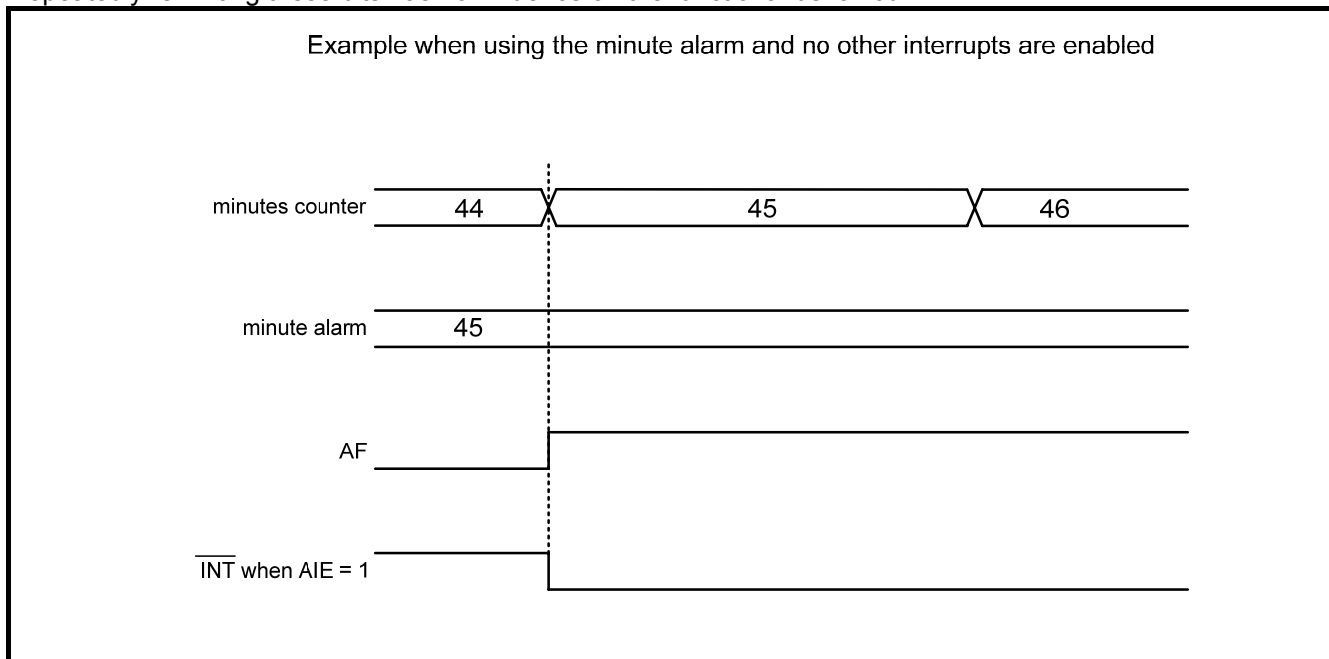 Example when using the minute alarm and no other interrupts are enabled
minutes counter 44 45 46
minute alarm 45
AF
INT when AIE = 1